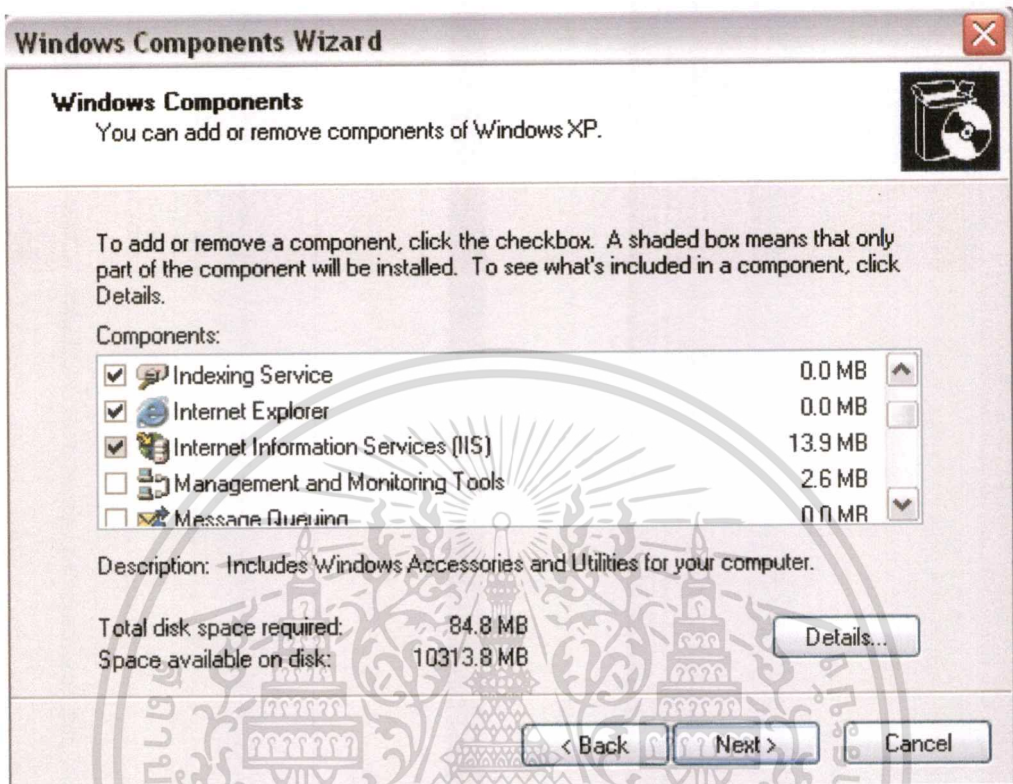 Windows Components Wizard
Windows Components
You can add or remove components of Windows XP.
To add or remove a component, click the checkbox. A shaded box means that only
part of the component will be installed. To see what's included in a component, click
Details.
Components:
Indexing Service 0.0 MB
Internet Explorer 0.0 MB
Internet Information Services (IIS) 13.9 MB
Management and Monitoring Tools 2.6 MB
Message Queuing 0.0 MB
Description: Includes Windows Accessories and Utilities for your computer.
Total disk space required: 84.8 MB
Space available on disk: 10313.8 MB
Details...
< Back
Next >
Cancel